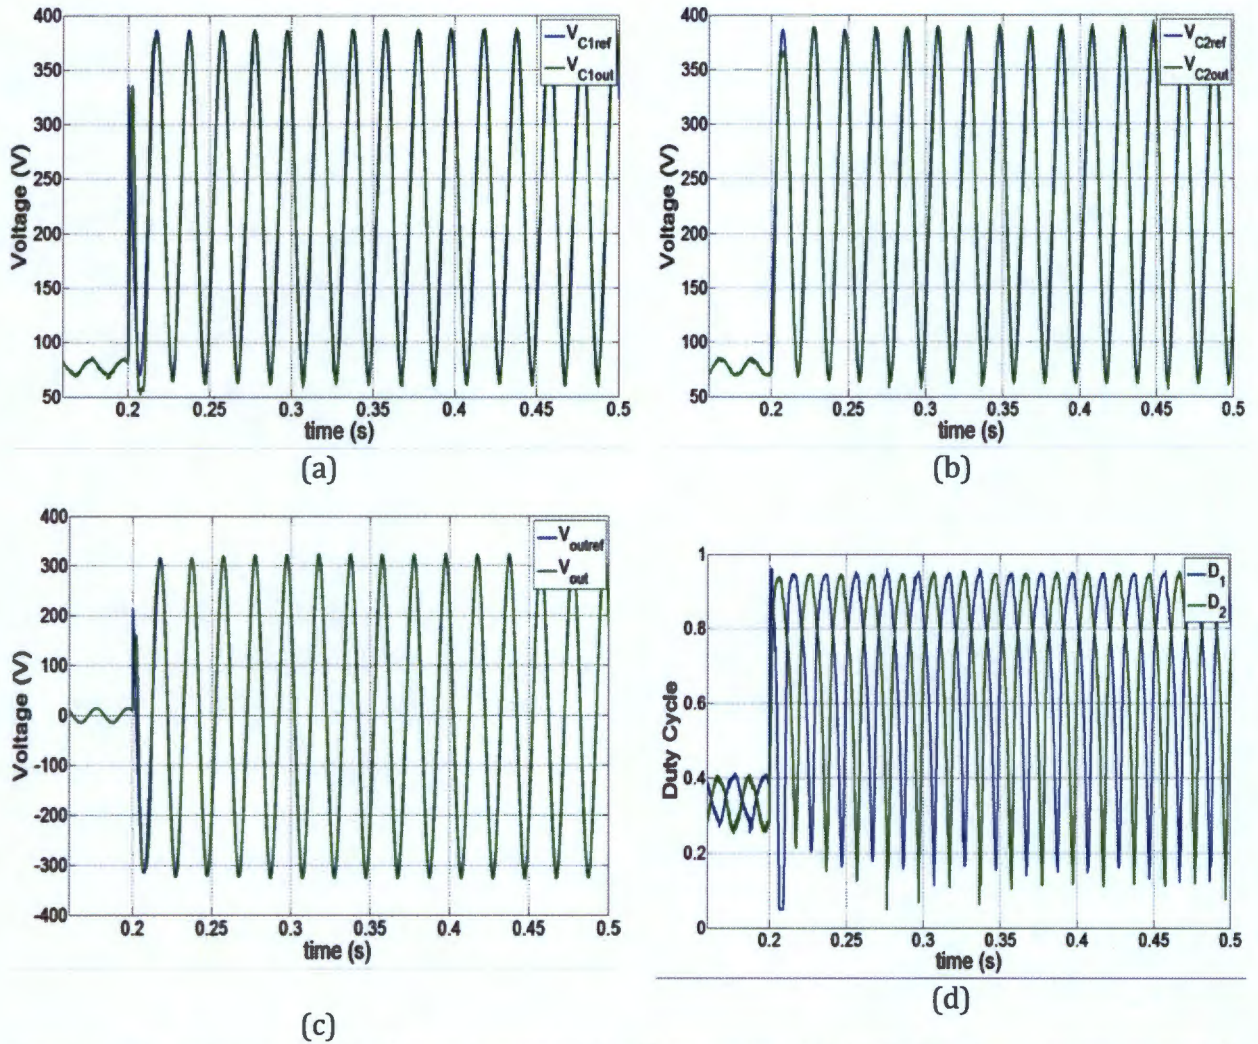 400
350
300
250
200
150
100
50
0.2 0.25 0.3 0.35 0.4 0.45 0.5
Voltage (V)
time (s)
V_C1ref
V_C1out
(a)
400
350
300
250
200
150
100
50
0.2 0.25 0.3 0.35 0.4 0.45 0.5
Voltage (V)
time (s)
V_C2ref
V_C2out
(b)
400
300
200
100
0
-100
-200
-300
-400
0.2 0.25 0.3 0.35 0.4 0.45 0.5
Voltage (V)
time (s)
V_outref
V_out
(c)
1
0.8
0.6
0.4
0.2
0
0.2 0.25 0.3 0.35 0.4 0.45 0.5
Duty Cycle
time (s)
D_1
D_2
(d)